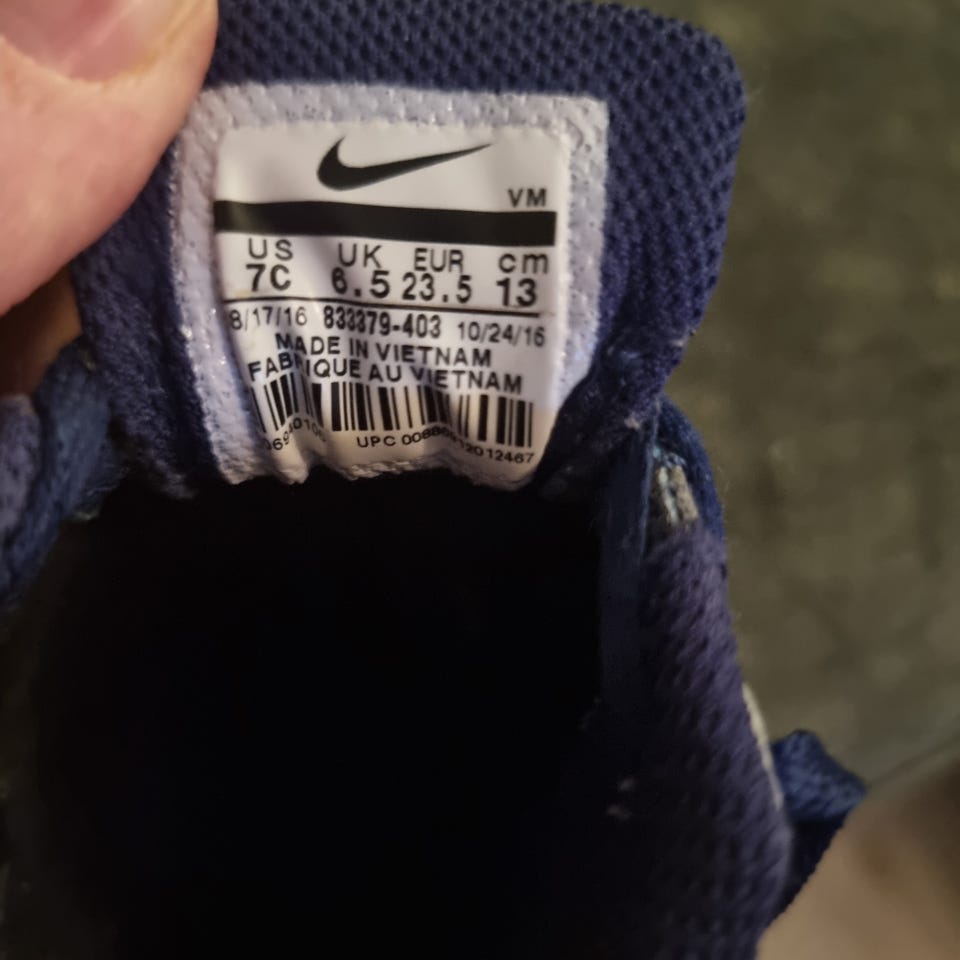 VM
US UK EUR cm
7C 6.5 23.5 13
8/17/16 833379-403 10/24/16
MADE IN VIETNAM
FABRIQUE AU VIETNAM
UPC